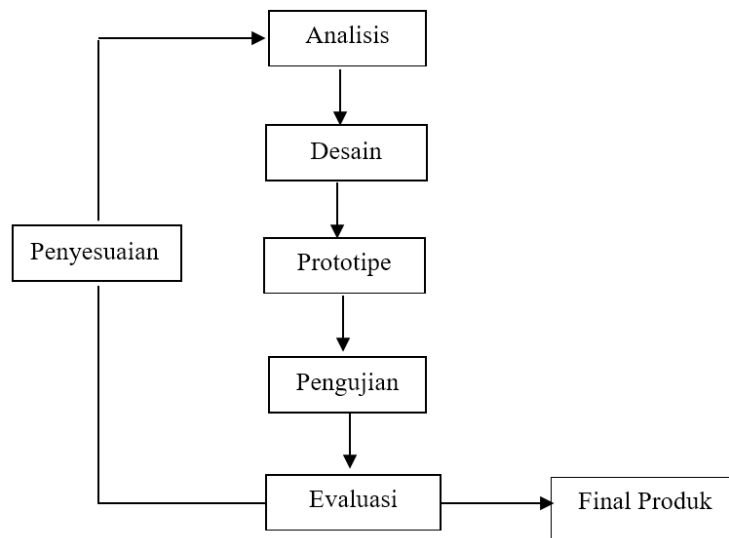 Analisis
Desain
Penyesuaian
Prototipe
Pengujian
Evaluasi
Final Produk